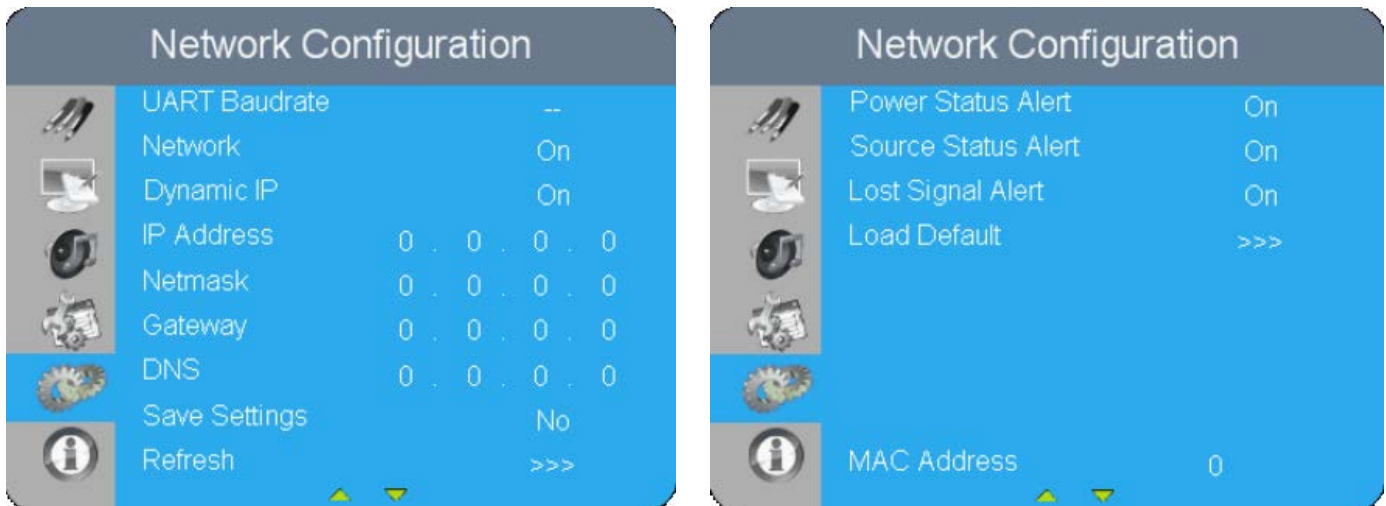 Network Configuration
UART Baudrate --
Network On
Dynamic IP On
IP Address 0 . 0 . 0 . 0
Netmask 0 . 0 . 0 . 0
Gateway 0 . 0 . 0 . 0
DNS 0 . 0 . 0 . 0
Save Settings No
Refresh >>>
Network Configuration
Power Status Alert On
Source Status Alert On
Lost Signal Alert On
Load Default >>>
MAC Address 0